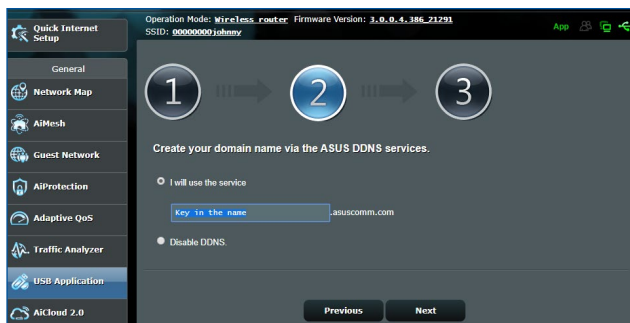 Quick Internet
Setup
Operation Mode: Wireless router Firmware Version: 3.0.0.4.386_21291
SSID: 00000000johnny
App
General
Network Map
AiMesh
Guest Network
AiProtection
Adaptive QoS
Traffic Analyzer
USB Application
AiCloud 2.0
1
2
3
Create your domain name via the ASUS DDNS services.
I will use the service
Key in the name .asuscomm.com
Disable DDNS.
Previous Next